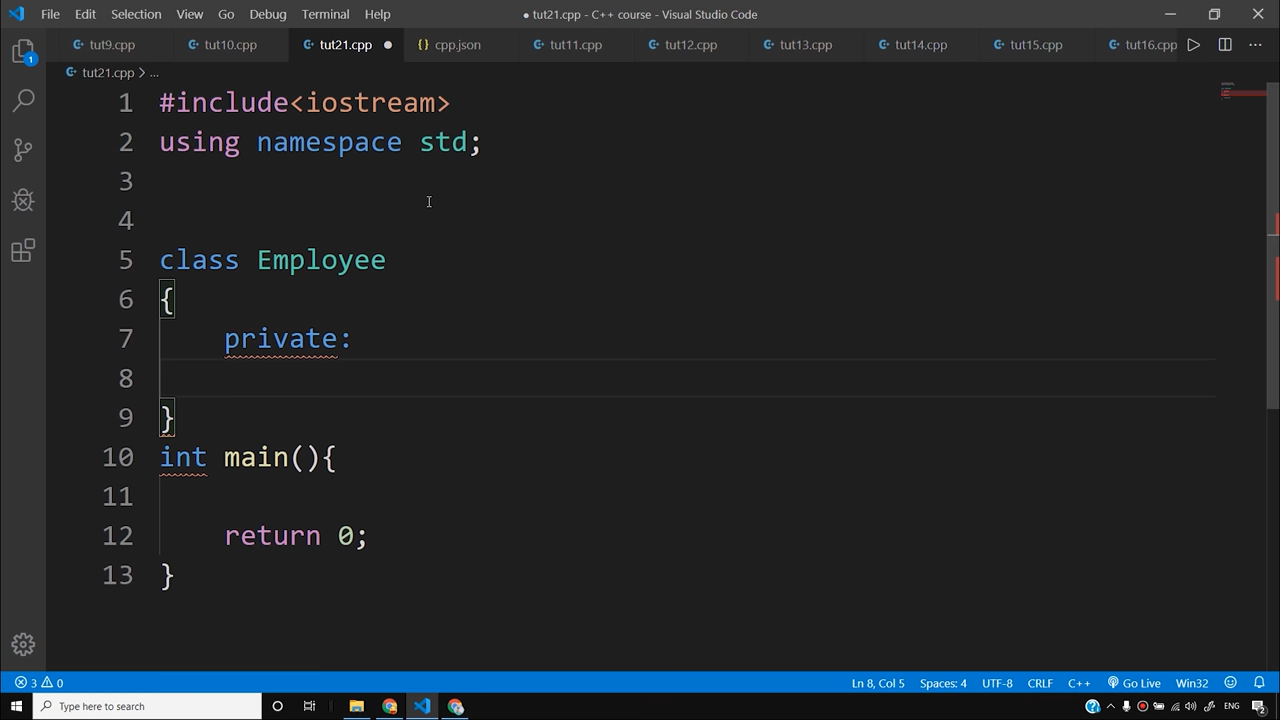 File Edit Selection View Go Debug Terminal Help
● tut21.cpp - C++ course - Visual Studio Code
tut9.cpp tut10.cpp tut21.cpp ● {} cpp.json tut11.cpp tut12.cpp tut13.cpp tut14.cpp tut15.cpp tut16.cpp
tut21.cpp > ...
1 #include<iostream>
2 using namespace std;
3
4
5 class Employee
6 {
7 private:
8
9 }
10 int main(){
11
12 return 0;
13 }
1
3 0 Ln 8, Col 5 Spaces: 4 UTF-8 CRLF C++ Go Live Win32
Type here to search ENG 2